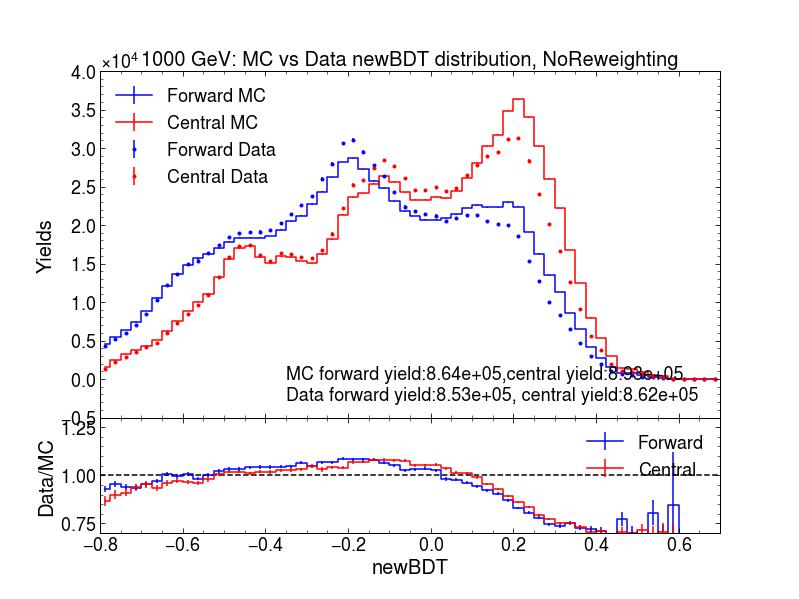 ×10⁴ 1000 GeV: MC vs Data newBDT distribution, NoReweighting
4.0
3.5
3.0
2.5
2.0
1.5
1.0
0.5
0.0
−0.5
Yields
Forward MC
Central MC
Forward Data
Central Data
MC forward yield:8.64e+05,central yield:8.93e+05
Data forward yield:8.53e+05, central yield:8.62e+05
1.25
1.00
0.75
Data/MC
Forward
Central
−0.8 −0.6 −0.4 −0.2 0.0 0.2 0.4 0.6
newBDT